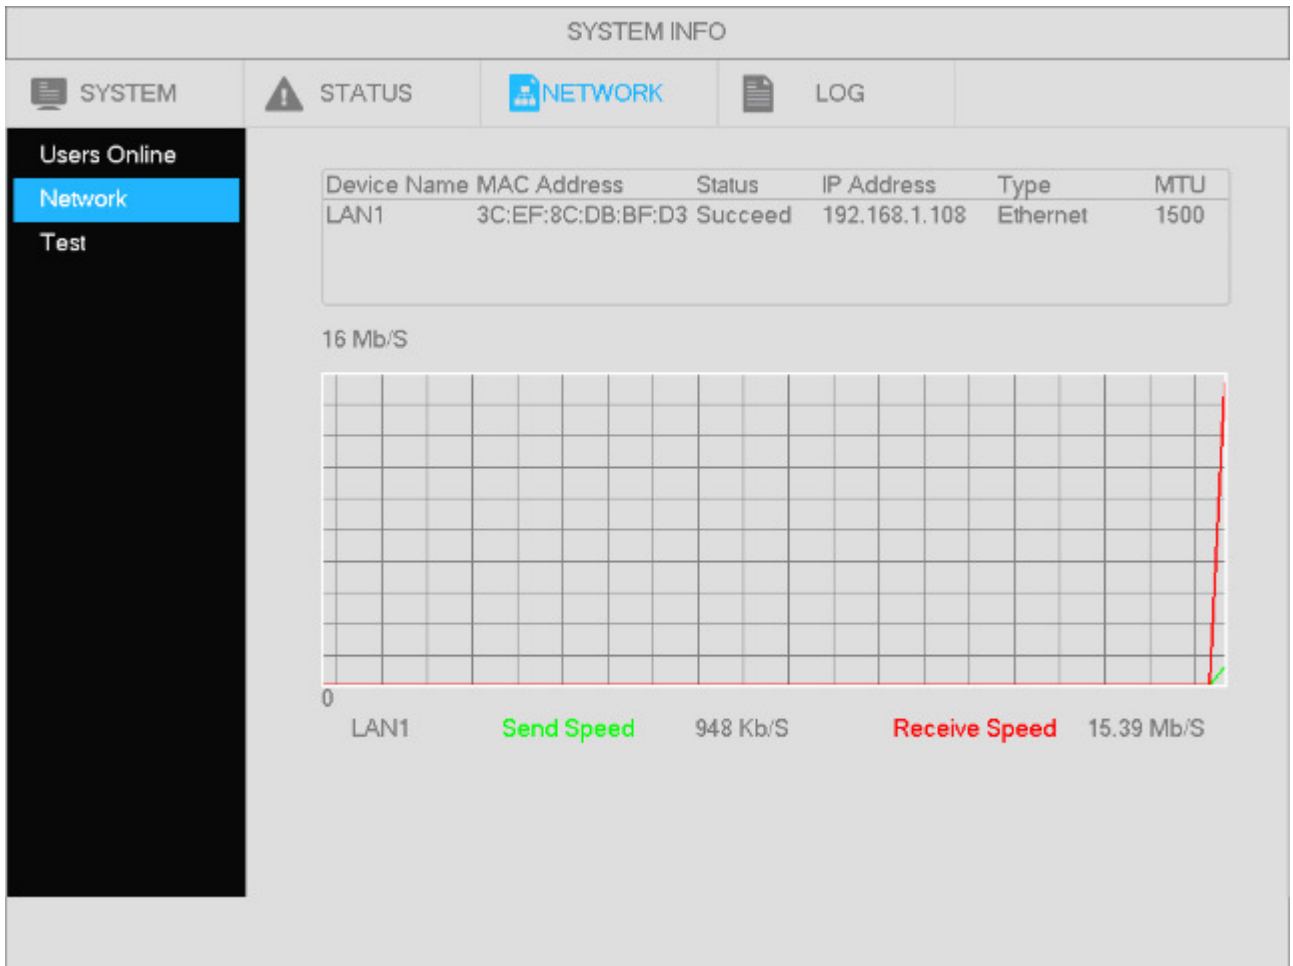 SYSTEM INFO
SYSTEM STATUS NETWORK LOG
Users Online
Network
Test
Device Name MAC Address Status IP Address Type MTU
LAN1 3C:EF:8C:DB:BF:D3 Succeed 192.168.1.108 Ethernet 1500
16 Mb/S
0
LAN1 Send Speed 948 Kb/S Receive Speed 15.39 Mb/S